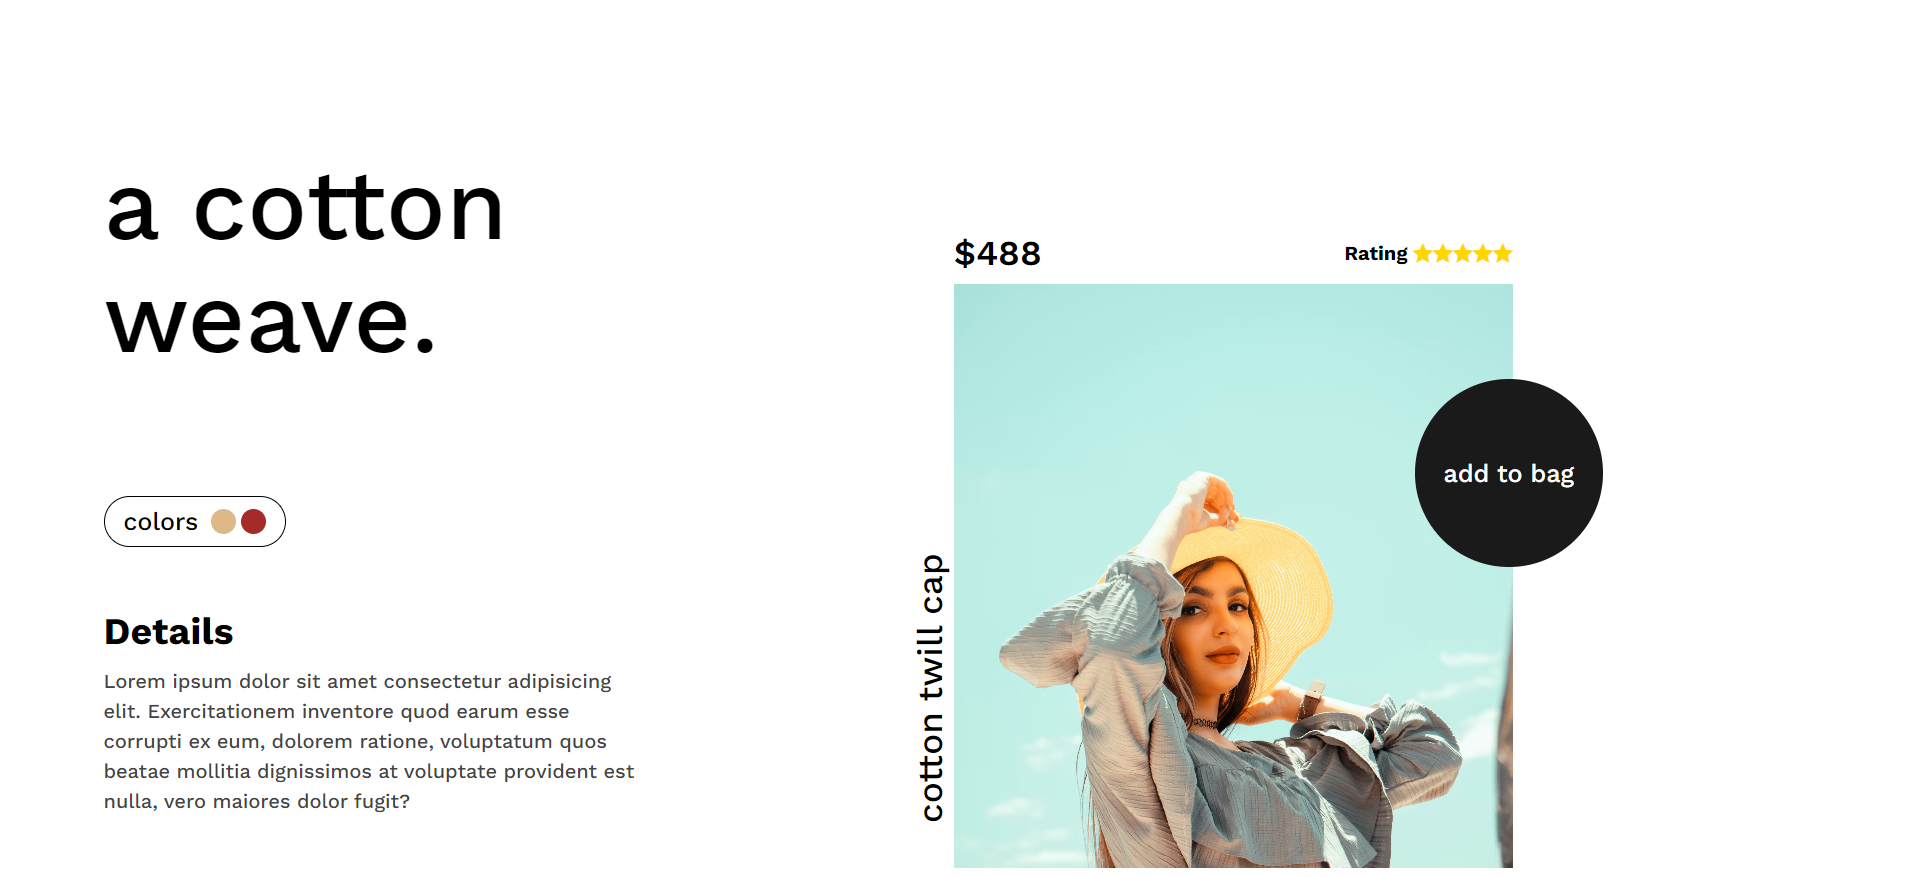 a cotton
weave.
colors
Details
Lorem ipsum dolor sit amet consectetur adipisicing
elit. Exercitationem inventore quod earum esse
corrupti ex eum, dolorem ratione, voluptatum quos
beatae mollitia dignissimos at voluptate provident est
nulla, vero maiores dolor fugit?
$488
Rating
add to bag
cotton twill cap